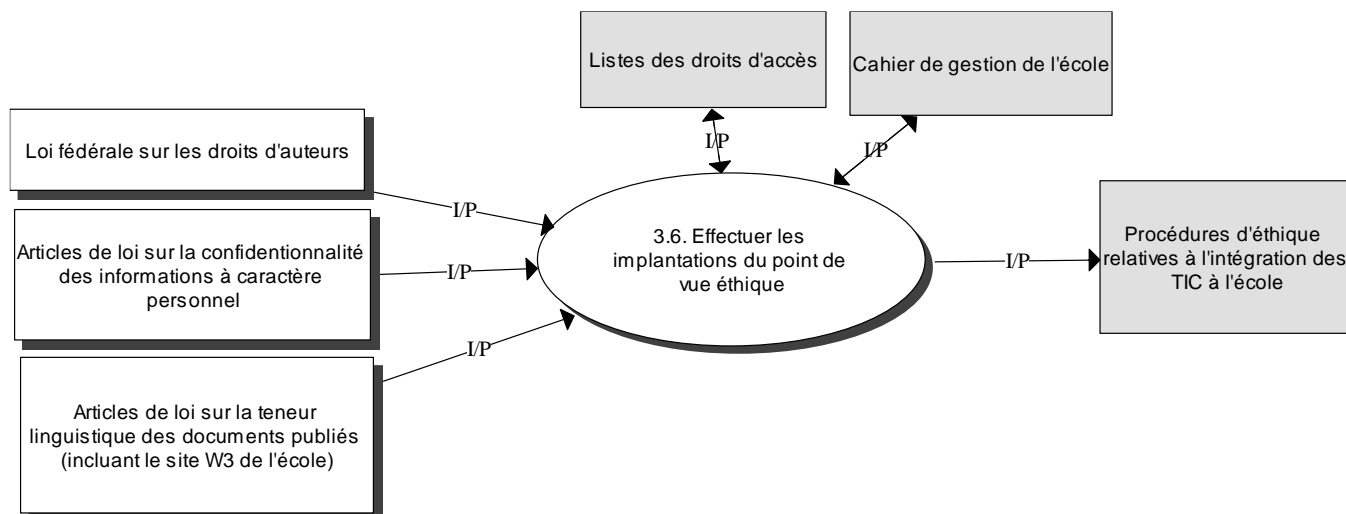 Listes des droits d'accès
Cahier de gestion de l'école
I/P
I/P
Loi fédérale sur les droits d'auteurs
I/P
Articles de loi sur la confidentionnalité
des informations à caractère
personnel
I/P
3.6. Effectuer les
implantations du point de
vue éthique
I/P
Procédures d'éthique
relatives à l'intégration des
TIC à l'école
I/P
Articles de loi sur la teneur
linguistique des documents publiés
(incluant le site W3 de l'école)